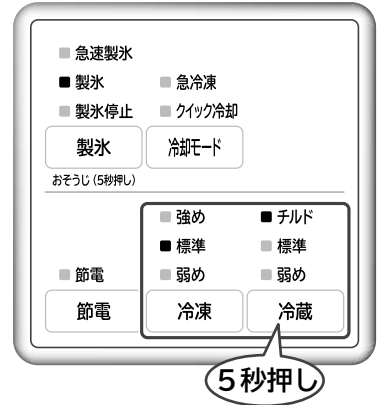 急速製氷
製氷 急冷凍
製氷停止 クイック冷却
製氷 冷却モード
おそうじ(5秒押し)
強め チルド
標準 標準
節電 弱め 弱め
節電 冷凍 冷蔵
5秒押し